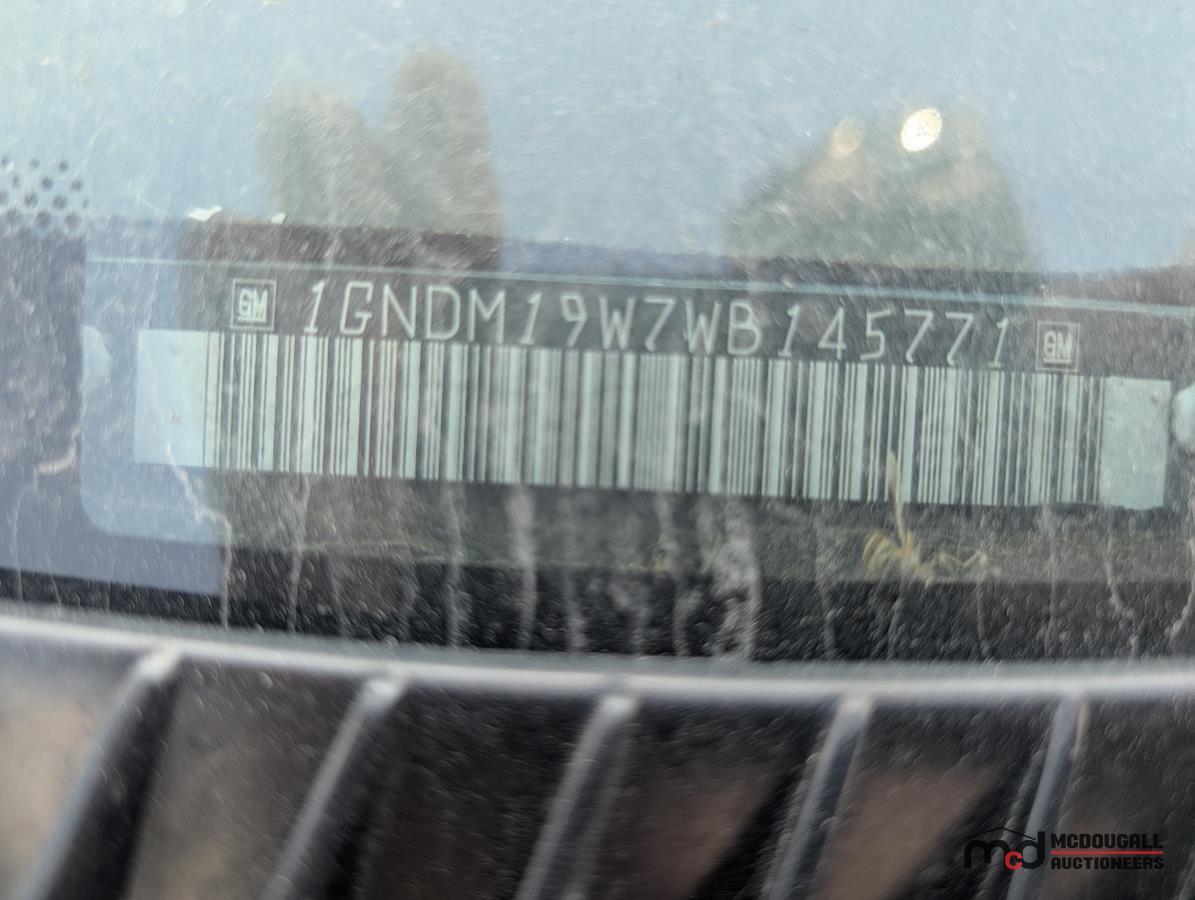 GM 1GNDM19W7WB145771 GM
mcd MCDOUGALL
AUCTIONEERS